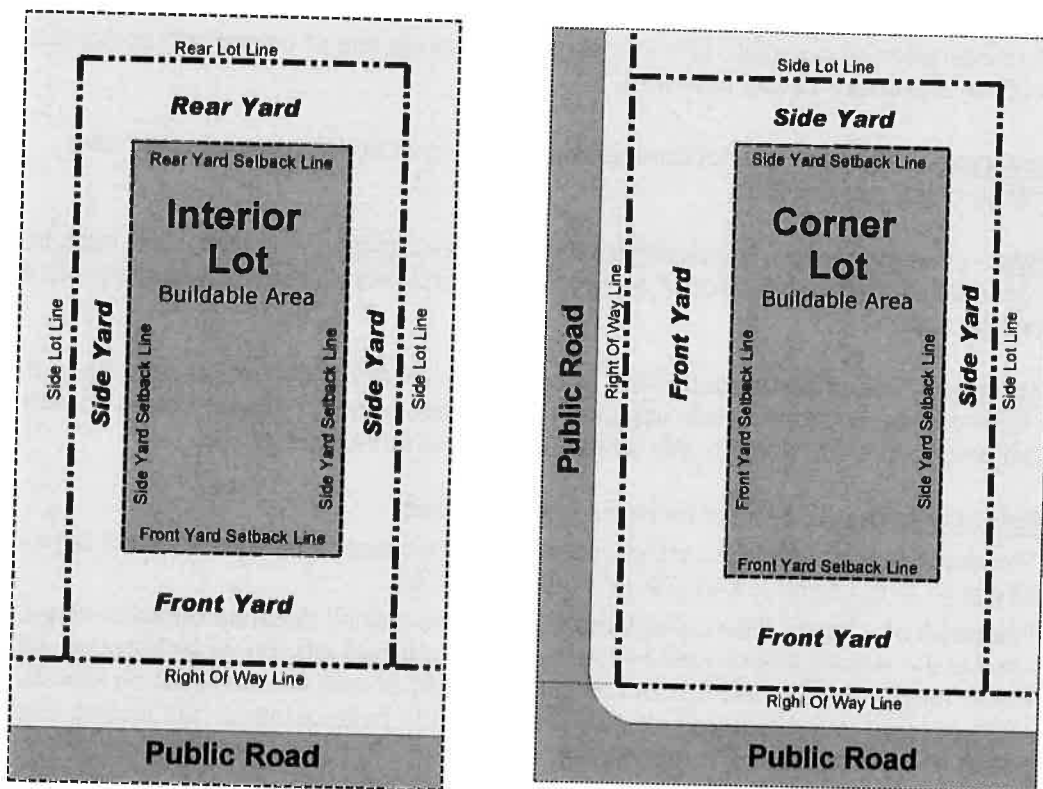 Rear Lot Line
Rear Yard
Rear Yard Setback Line
Interior
Lot
Buildable Area
Side Lot Line
Side Yard
Side Yard Setback Line
Side Yard Setback Line
Side Yard
Side Lot Line
Front Yard Setback Line
Front Yard
Right Of Way Line
Public Road
Side Lot Line
Side Yard
Side Yard Setback Line
Corner
Lot
Buildable Area
Public Road
Right Of Way Line
Front Yard
Front Yard Setback Line
Side Yard Setback Line
Side Yard
Side Lot Line
Front Yard Setback Line
Front Yard
Right Of Way Line
Public Road